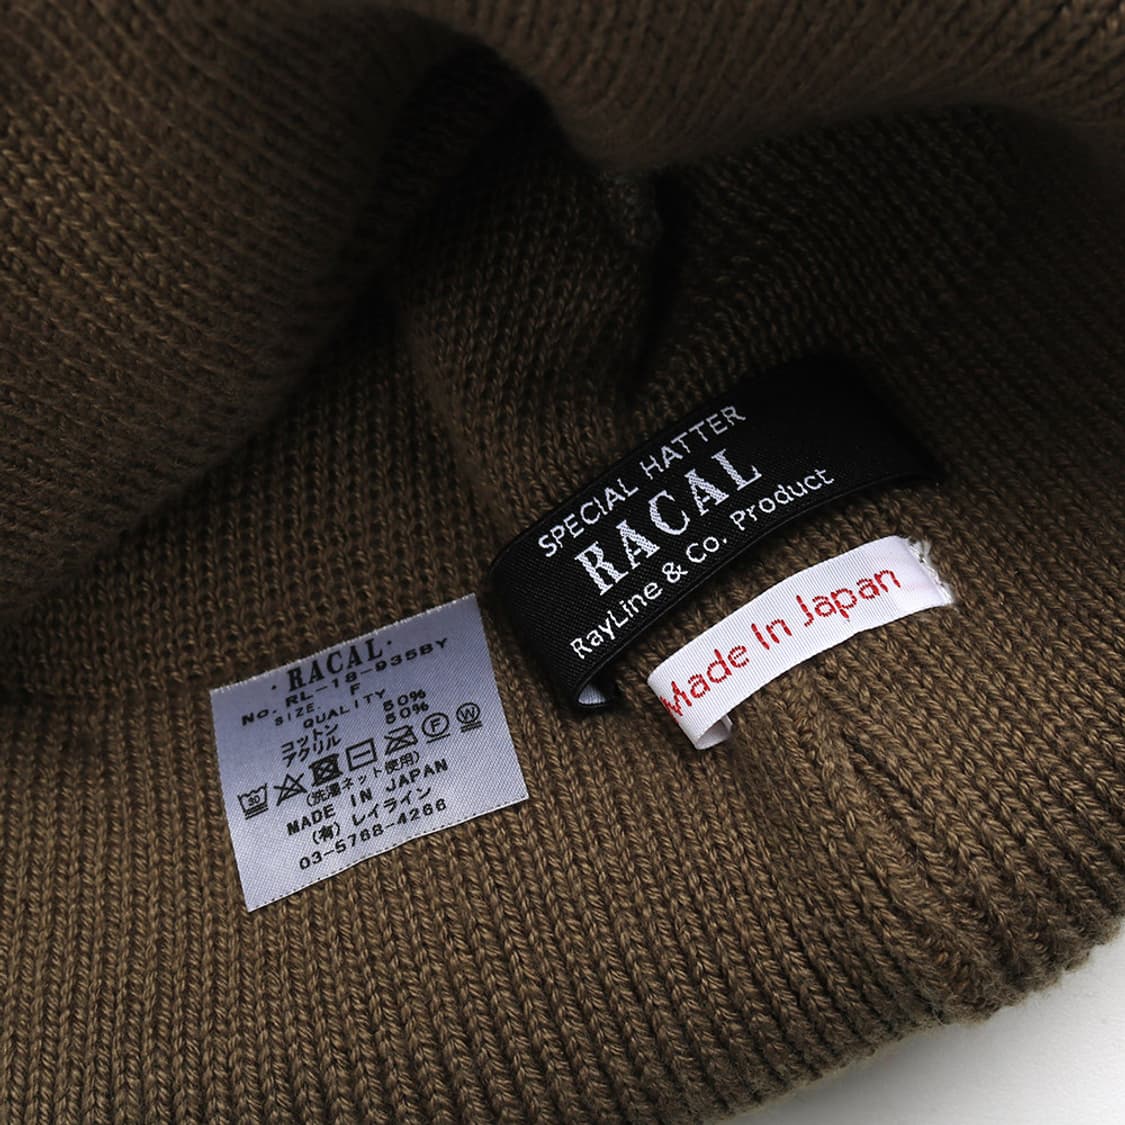 SPECIAL HATTER
RACAL
RayLine & Co. Product
Made In Japan
·RACAL·
No. RL-18-935BY
SIZE. F
QUALITY
コットン 50%
アクリル 50%
30 F W
(洗濯ネット使用)
MADE IN JAPAN
(有) レイライン
03-5768-4266